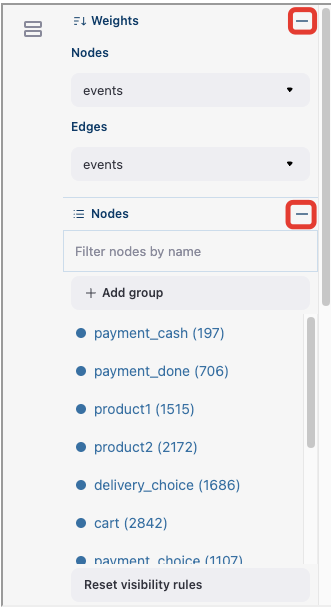 Weights
Nodes
events
Edges
events
Nodes
Filter nodes by name
+ Add group
payment_cash (197)
payment_done (706)
product1 (1515)
product2 (2172)
delivery_choice (1686)
cart (2842)
payment_choice (1107)
Reset visibility rules